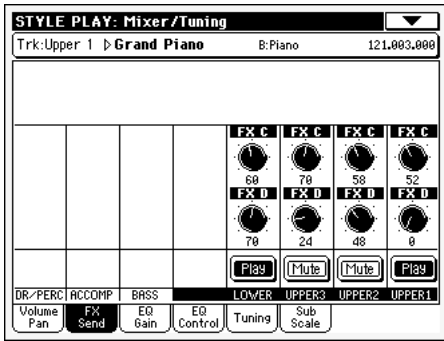 STYLE PLAY: Mixer/Tuning
Trk:Upper 1 ▷Grand Piano B:Piano 121.003.000
FX C FX C FX C FX C
60 70 58 52
FX D FX D FX D FX D
70 24 48 0
Play Mute Mute Play
DR/PERC ACCOMP BASS LOWER UPPER3 UPPER2 UPPER1
Volume Pan FX Send EQ Gain EQ Control Tuning Sub Scale